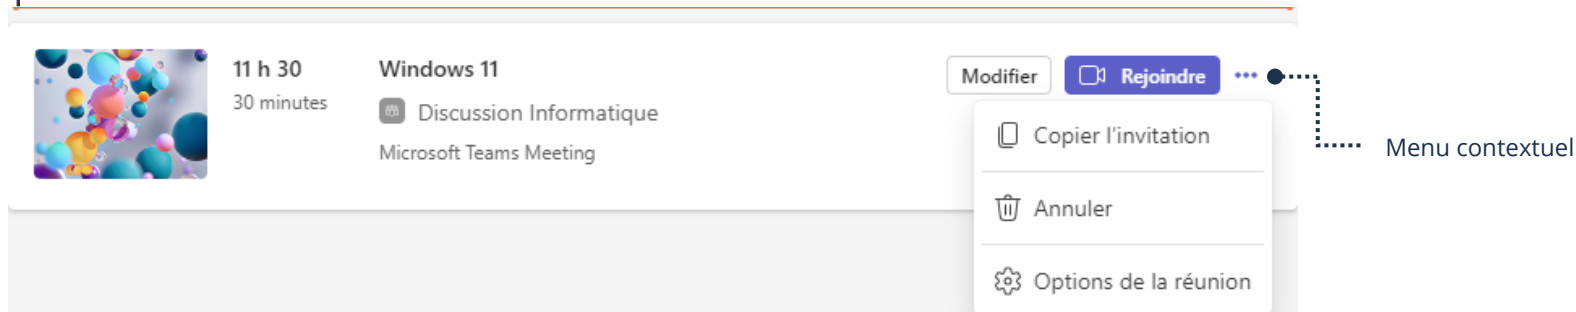 11 h 30
30 minutes
Windows 11
Discussion Informatique
Microsoft Teams Meeting
Modifier
Rejoindre
Copier l'invitation
Annuler
Options de la réunion
Menu contextuel